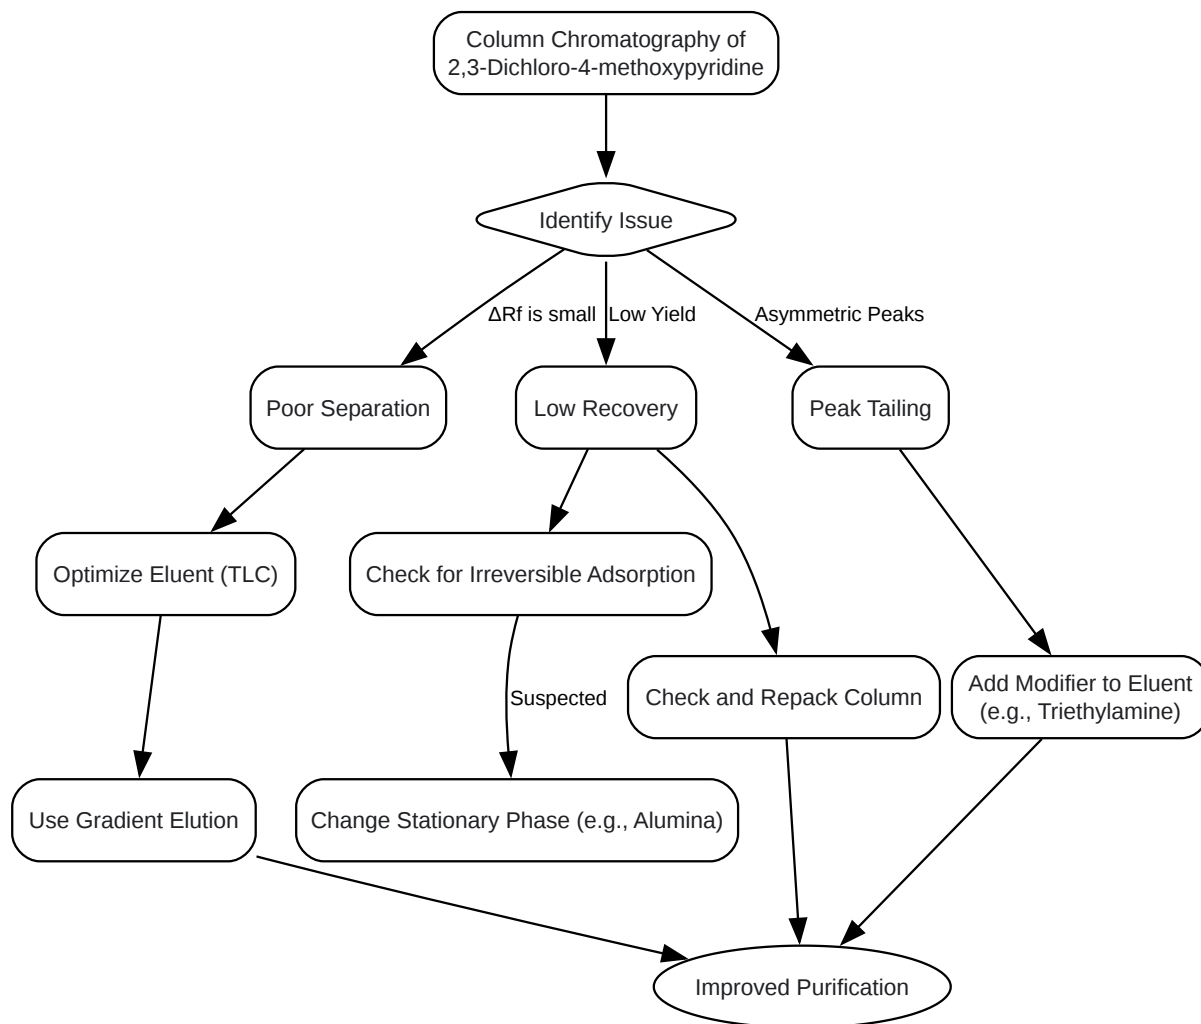 Column Chromatography of
2,3-Dichloro-4-methoxypyridine
Identify Issue
ΔRf is small
Low Yield
Asymmetric Peaks
Poor Separation
Low Recovery
Peak Tailing
Optimize Eluent (TLC)
Check for Irreversible Adsorption
Suspected
Check and Repack Column
Add Modifier to Eluent
(e.g., Triethylamine)
Use Gradient Elution
Change Stationary Phase (e.g., Alumina)
Improved Purification